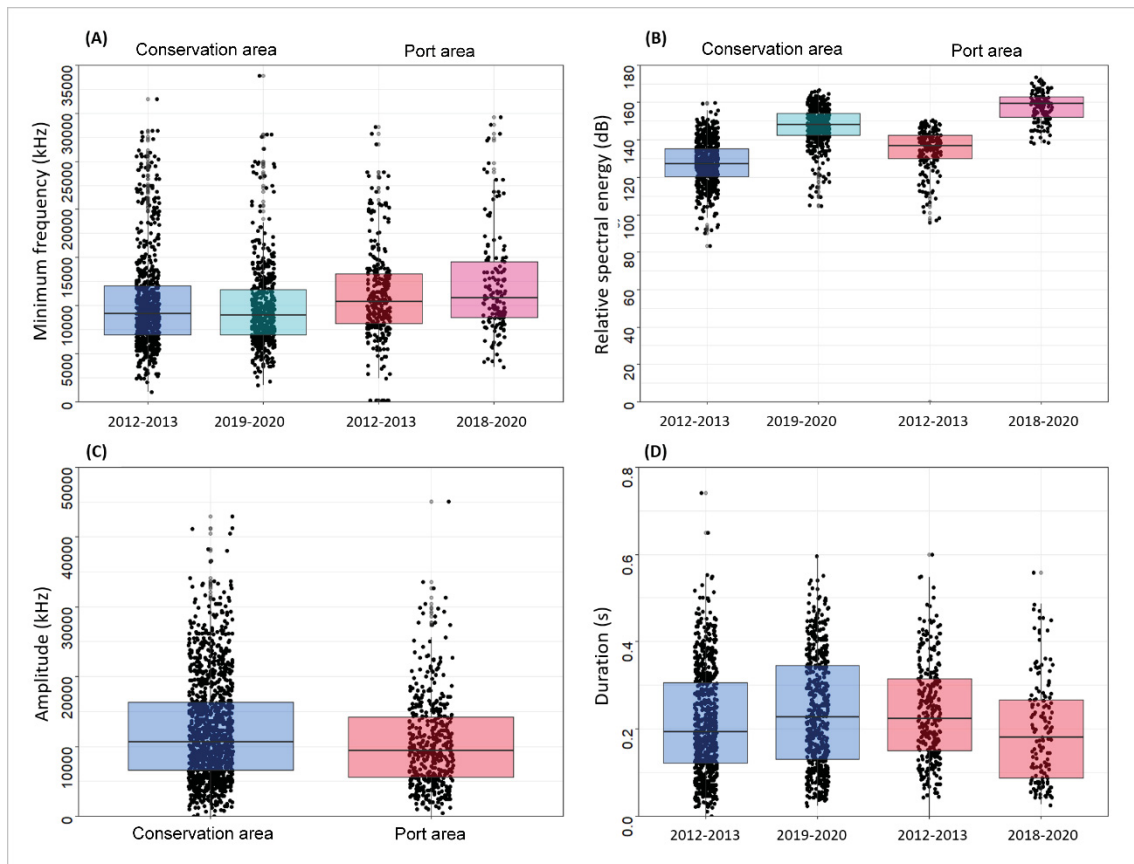 (A)
Conservation area Port area
Minimum frequency (kHz)
35000
30000
25000
20000
15000
10000
5000
0
2012-2013 2019-2020 2012-2013 2018-2020
(B)
Conservation area Port area
Relative spectral energy (dB)
180
160
140
120
100
80
60
40
20
0
2012-2013 2019-2020 2012-2013 2018-2020
(C)
Amplitude (kHz)
50000
40000
30000
20000
10000
0
Conservation area Port area
(D)
Duration (s)
0.8
0.6
0.4
0.2
0.0
2012-2013 2019-2020 2012-2013 2018-2020